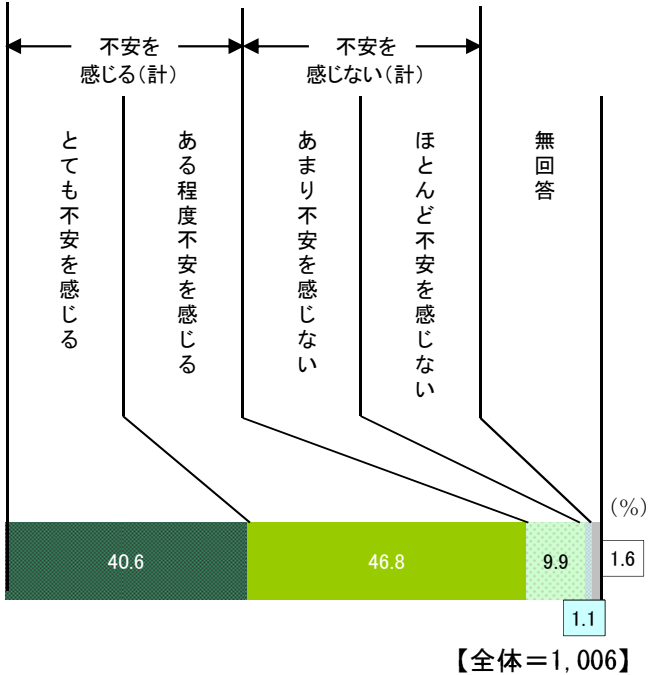 不安を
感じる（計）
不安を
感じない（計）
とても不安を感じる
ある程度不安を感じる
あまり不安を感じない
ほとんど不安を感じない
無回答
（％）
40.6
46.8
9.9
1.6
1.1
【全体＝1,006】